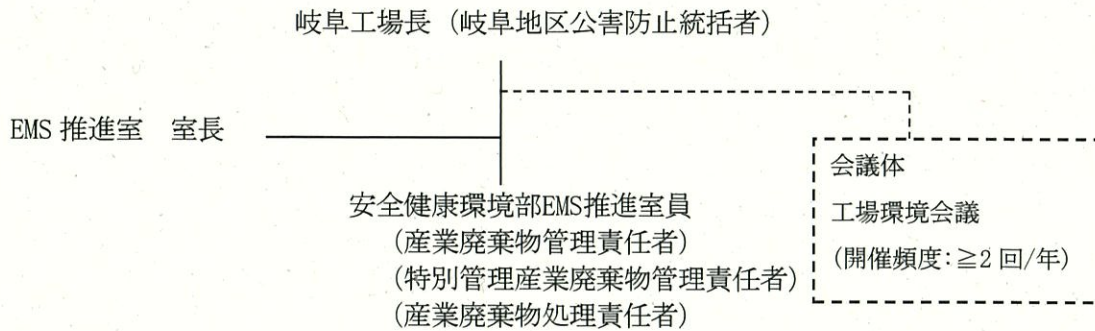 岐阜工場長（岐阜地区公害防止統括者）
EMS 推進室　室長
会議体
工場環境会議
(開催頻度:≧2 回/年)
安全健康環境部EMS推進室員
(産業廃棄物管理責任者)
(特別管理産業廃棄物管理責任者)
(産業廃棄物処理責任者)